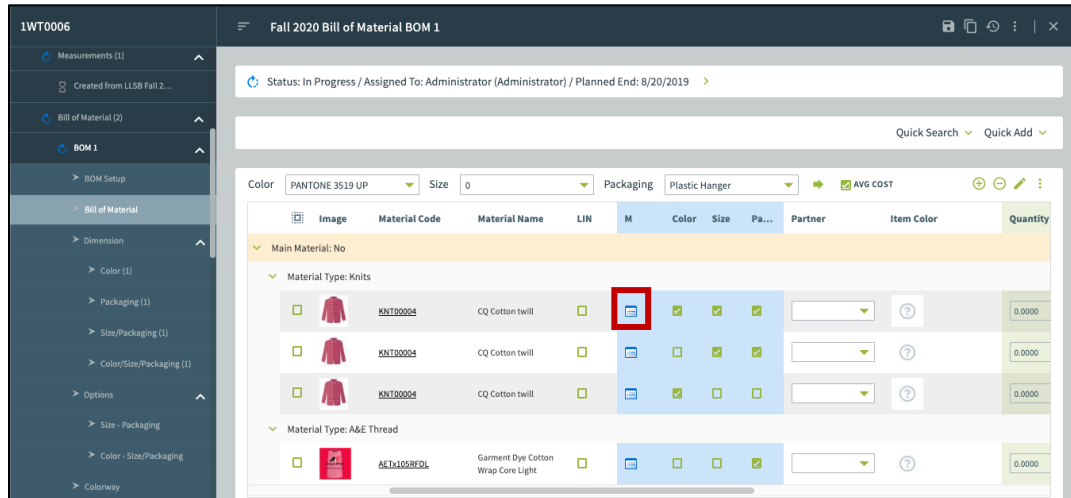 1WT0006
Fall 2020 Bill of Material BOM 1
Measurements (1)
Created from LLSB Fall 2...
Bill of Material (2)
BOM 1
BOM Setup
Bill of Material
Dimension
Color (1)
Packaging (1)
Size/Packaging (1)
Color/Size/Packaging (1)
Options
Size - Packaging
Color - Size/Packaging
Colorway
Status: In Progress / Assigned To: Administrator (Administrator) / Planned End: 8/20/2019
Quick Search Quick Add
Color PANTONE 3519 UP Size 0 Packaging Plastic Hanger AVG COST
Image Material Code Material Name LIN M Color Size Pa... Partner Item Color Quantity
Main Material: No
Material Type: Knits
KNT00004 CQ Cotton twill 0.0000
KNT00004 CQ Cotton twill 0.0000
KNT00004 CQ Cotton twill 0.0000
Material Type: A&E Thread
AETx105RFDL Garment Dye Cotton 0.0000
Wrap Core Light